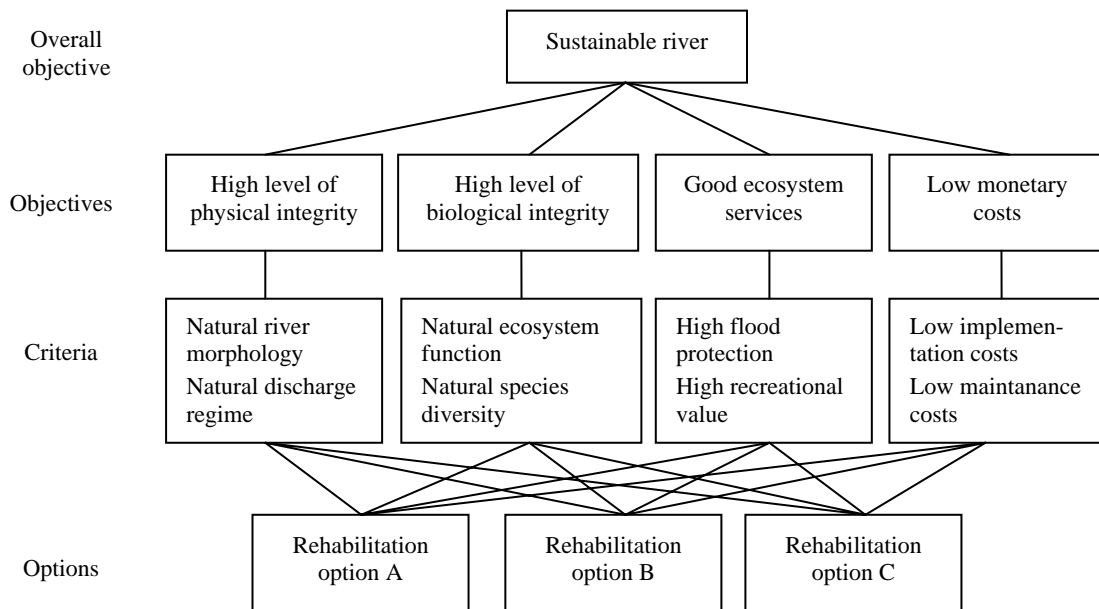 Overall
objective
Sustainable river
Objectives
High level of
physical integrity
High level of
biological integrity
Good ecosystem
services
Low monetary
costs
Criteria
Natural river
morphology
Natural discharge
regime
Natural ecosystem
function
Natural species
diversity
High flood
protection
High recreational
value
Low implemen-
tation costs
Low maintanance
costs
Options
Rehabilitation
option A
Rehabilitation
option B
Rehabilitation
option C